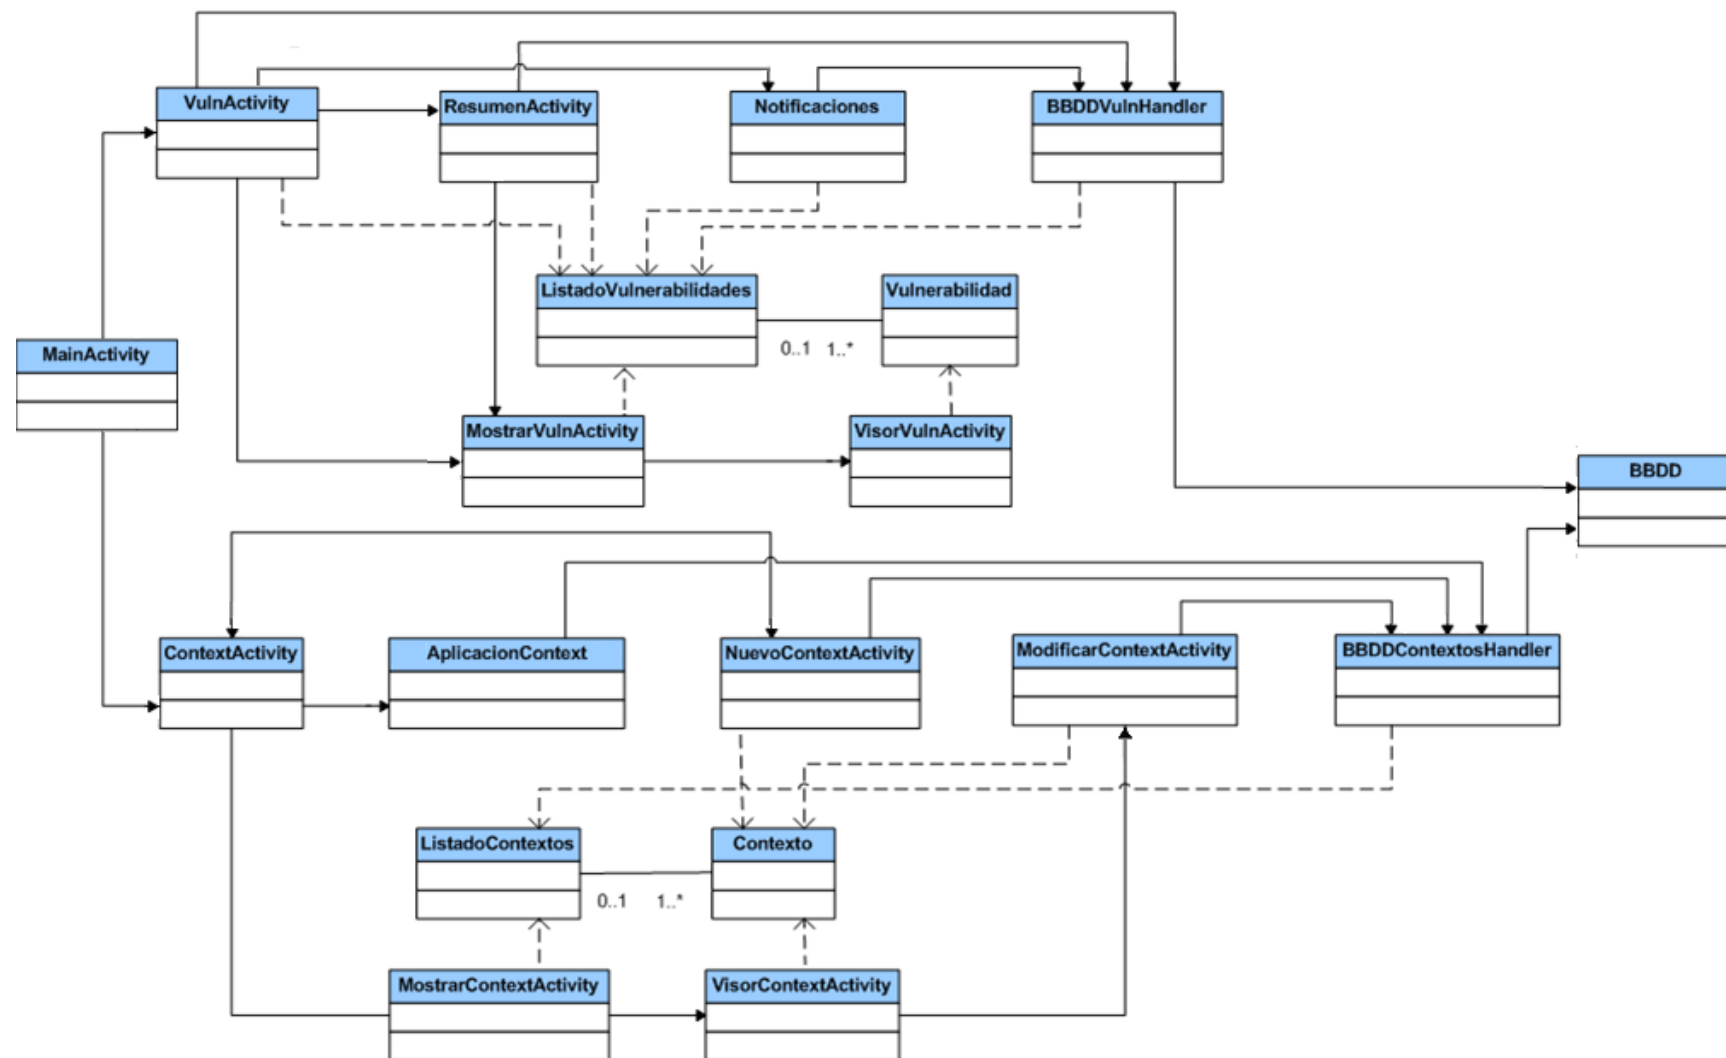 VulnActivity
ResumenActivity
Notificaciones
BBDDVulnHandler
ListadoVulnerabilidades
Vulnerabilidad
0..1
1..*
MainActivity
MostrarVulnActivity
VisorVulnActivity
BBDD
ContextActivity
AplicacionContext
NuevoContextActivity
ModificarContextActivity
BBDDContextosHandler
ListadoContextos
Contexto
0..1
1..*
MostrarContextActivity
VisorContextActivity